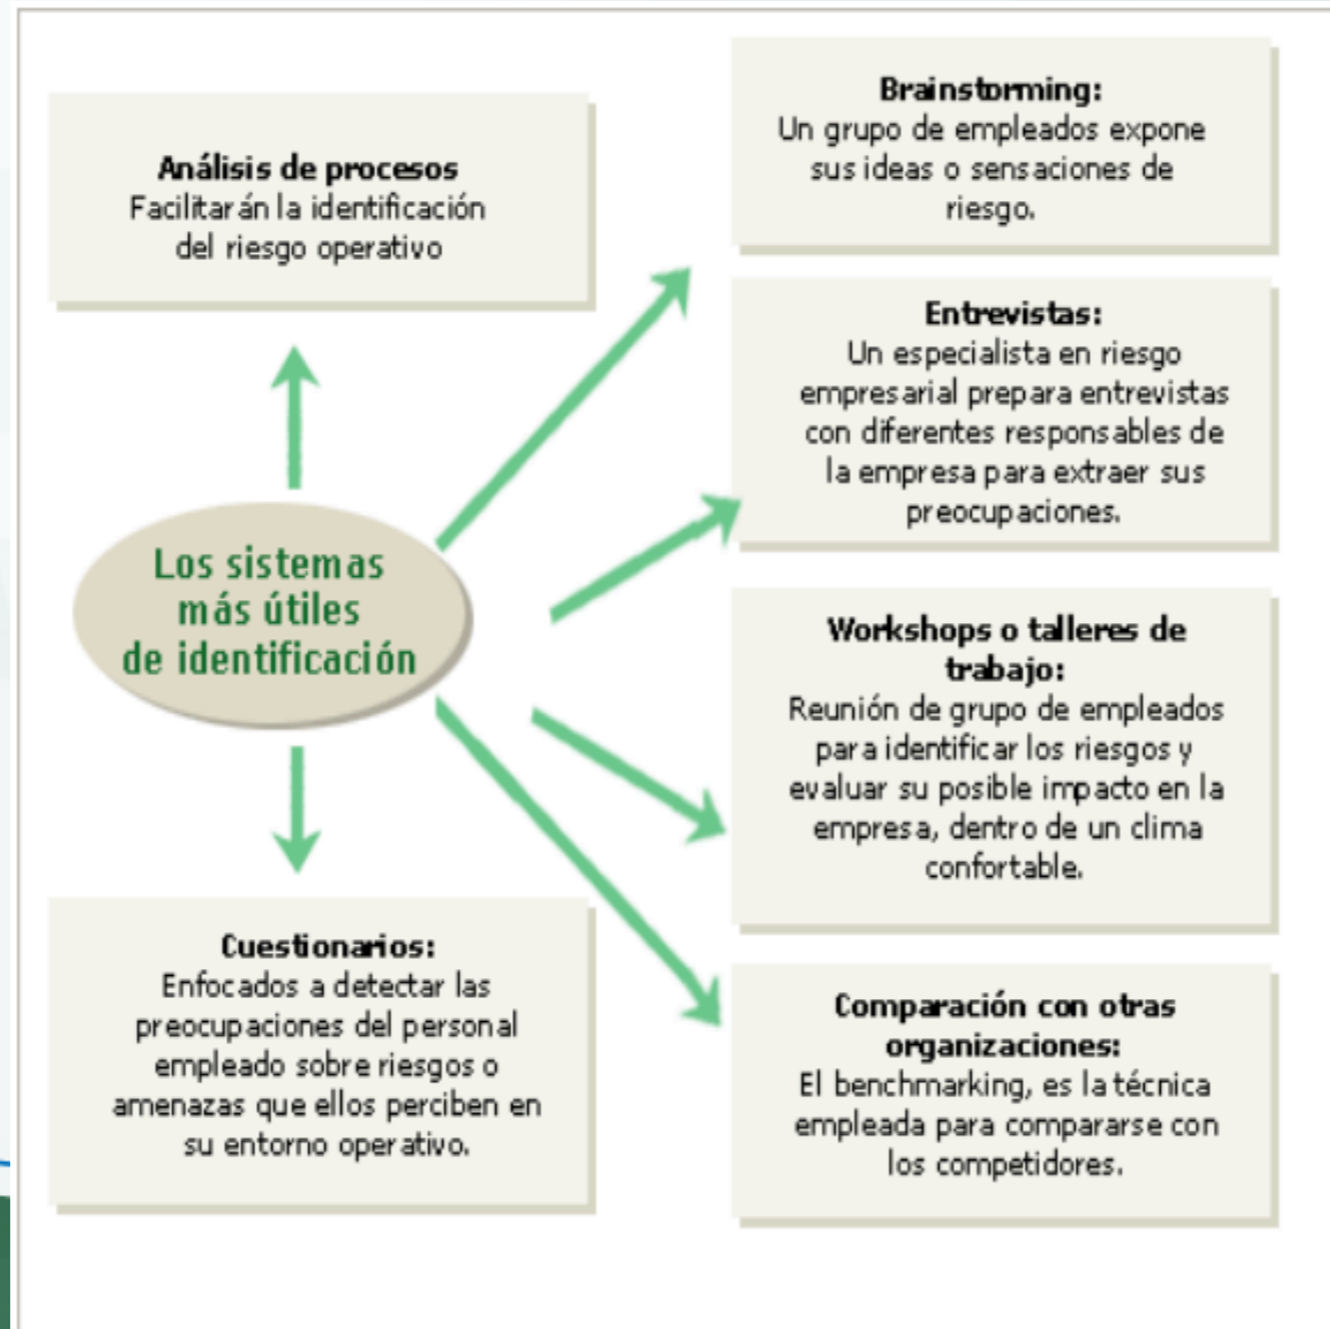 Análisis de procesos
Facilitarán la identificación
del riesgo operativo
Brainstorming:
Un grupo de empleados expone
sus ideas o sensaciones de
riesgo.
Entrevistas:
Un especialista en riesgo
empresarial prepara entrevistas
con diferentes responsables de
la empresa para extraer sus
preocupaciones.
Los sistemas
más útiles
de identificación
Workshops o talleres de
trabajo:
Reunión de grupo de empleados
para identificar los riesgos y
evaluar su posible impacto en la
empresa, dentro de un clima
confortable.
Cuestionarios:
Enfocados a detectar las
preocupaciones del personal
empleado sobre riesgos o
amenazas que ellos perciben en
su entorno operativo.
Comparación con otras
organizaciones:
El benchmarking, es la técnica
empleada para compararse con
los competidores.